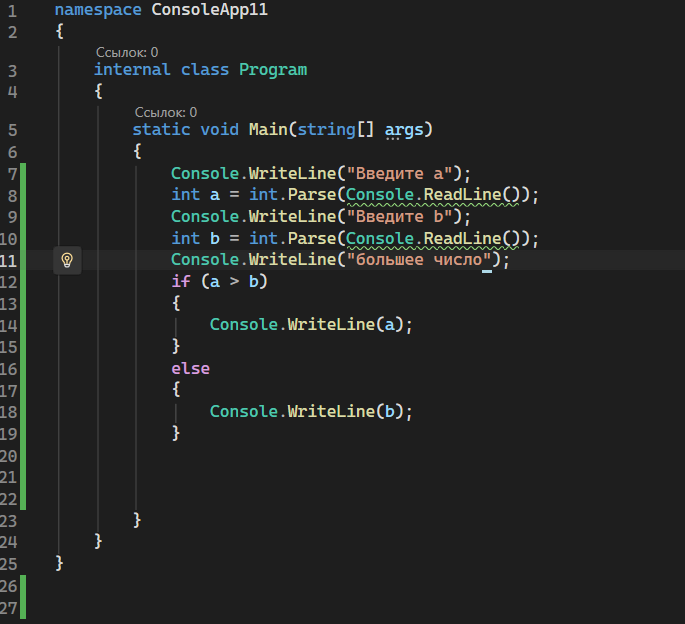 1 namespace ConsoleApp11
2 {
Ссылок: 0
3 internal class Program
4 {
Ссылок: 0
5 static void Main(string[] args)
6 {
7 Console.WriteLine("Введите а");
8 int a = int.Parse(Console.ReadLine());
9 Console.WriteLine("Введите b");
10 int b = int.Parse(Console.ReadLine());
11 Console.WriteLine("большее число");
12 if (a > b)
13 {
14 Console.WriteLine(a);
15 }
16 else
17 {
18 Console.WriteLine(b);
19 }
20
21
22
23 }
24 }
25 }
26
27